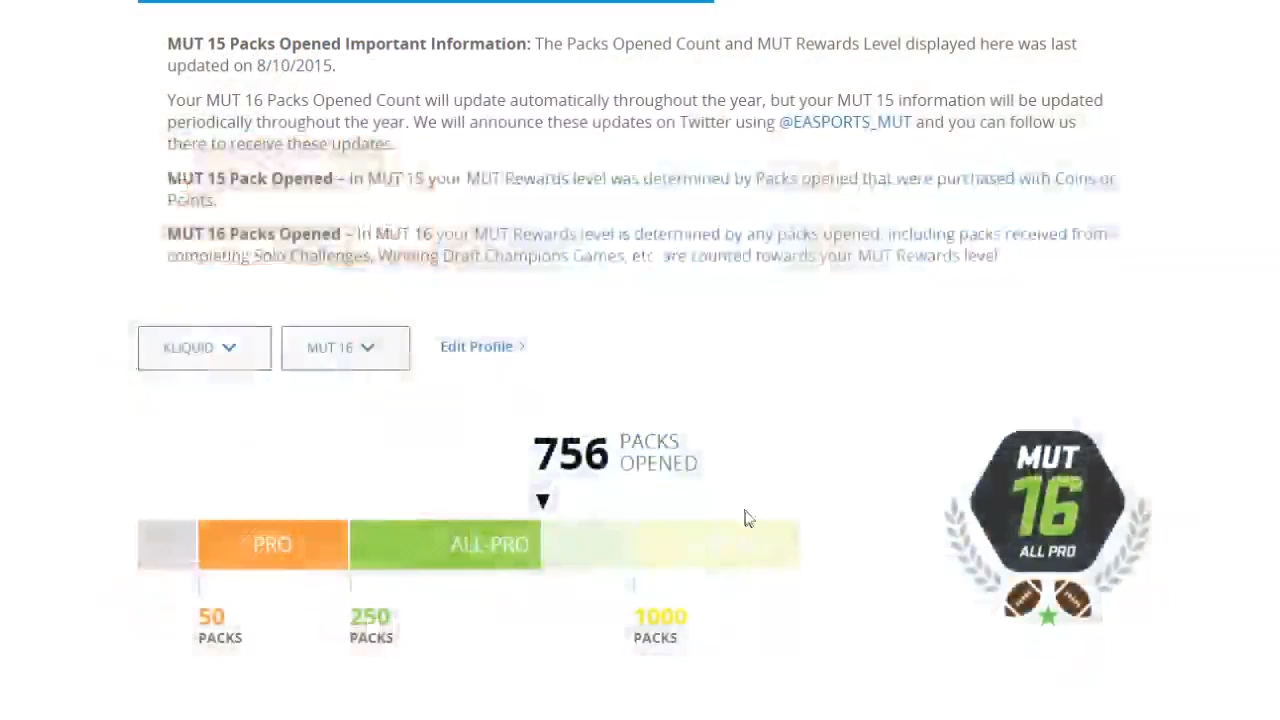 MUT 15 Packs Opened Important Information: The Packs Opened Count and MUT Rewards Level displayed here was last
updated on 8/10/2015.
Your MUT 16 Packs Opened Count will update automatically throughout the year, but your MUT 15 information will be updated
periodically throughout the year. We will announce these updates on Twitter using @EASPORTS_MUT and you can follow us
there to receive these updates.
MUT 15 Pack Opened – In MUT 15 your MUT Rewards level was determined by Packs opened that were purchased with Coins or
Points.
MUT 16 Packs Opened – In MUT 16 your MUT Rewards level is determined by any packs opened, including packs received from
completing Solo Challenges, Winning Draft Champions Games, etc. are counted towards your MUT Rewards level
KLIQUID
MUT 16
Edit Profile >
756 PACKS
OPENED
PRO
ALL-PRO
50
PACKS
250
PACKS
1000
PACKS
MUT
16
ALL PRO